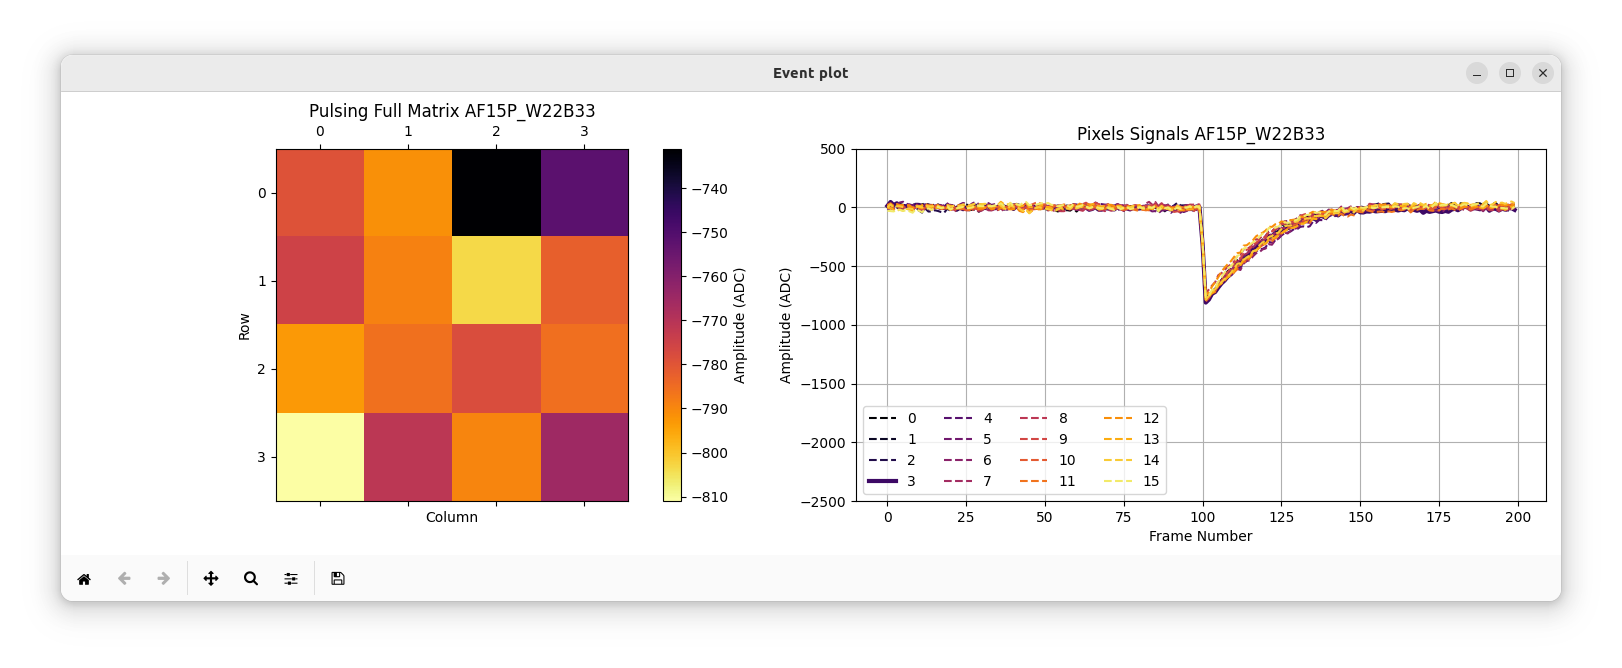 Event plot
Pulsing Full Matrix AF15P_W22B33
0 1 2 3
0
1
2
3
Row
Column
−740
−750
−760
−770
−780
−790
−800
−810
Amplitude (ADC)
Pixels Signals AF15P_W22B33
500
0
−500
−1000
−1500
−2000
−2500
Amplitude (ADC)
0 4 8 12
1 5 9 13
2 6 10 14
3 7 11 15
0 25 50 75 100 125 150 175 200
Frame Number